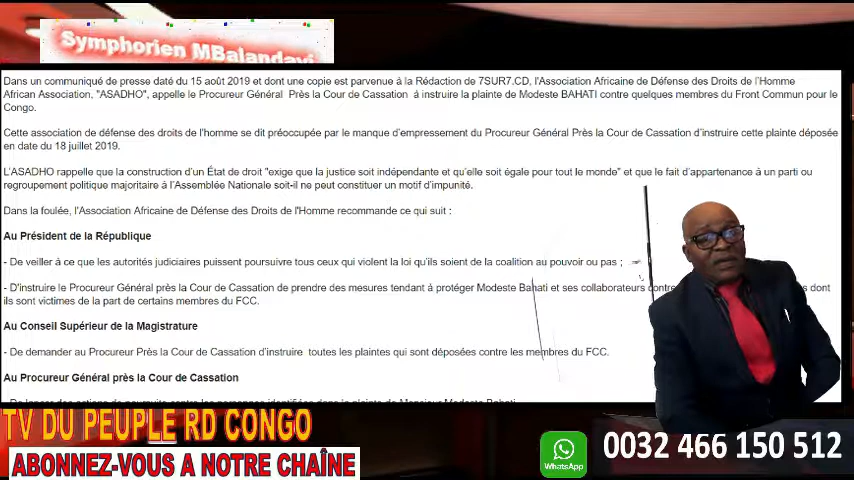 Symphorien MBalandayi
Dans un communiqué de presse daté du 15 août 2019 et dont une copie est parvenue à la Rédaction de 7SUR7.CD, l'Association Africaine de Défense des Droits de l'Homme
African Association, "ASADHO", appelle le Procureur Général Près la Cour de Cassation à instruire la plainte de Modeste BAHATI contre quelques membres du Front Commun pour le
Congo.
Cette association de défense des droits de l'homme se dit préoccupée par le manque d'empressement du Procureur Général Près la Cour de Cassation d'instruire cette plainte déposée
en date du 18 juillet 2019.
L'ASADHO rappelle que la construction d'un État de droit "exige que la justice soit indépendante et qu'elle soit égale pour tout le monde" et que le fait d'appartenance à un parti ou
regroupement politique majoritaire à l'Assemblée Nationale soit-il ne peut constituer un motif d'impunité.
Dans la foulée, l'Association Africaine de Défense des Droits de l'Homme recommande ce qui suit :
Au Président de la République
- De veiller à ce que les autorités judiciaires puissent poursuivre tous ceux qui violent la loi qu'ils soient de la coalition au pouvoir ou pas ;
- D'instruire le Procureur Général près la Cour de Cassation de prendre des mesures tendant à protéger Modeste Bahati et ses collaborateurs dont
ils sont victimes de la part de certains membres du FCC.
Au Conseil Supérieur de la Magistrature
- De demander au Procureur Près la Cour de Cassation d'instruire toutes les plaintes qui sont déposées contre les membres du FCC.
Au Procureur Général près la Cour de Cassation
TV DU PEUPLE RD CONGO
ABONNEZ-VOUS A NOTRE CHAÎNE
WhatsApp
0032 466 150 512